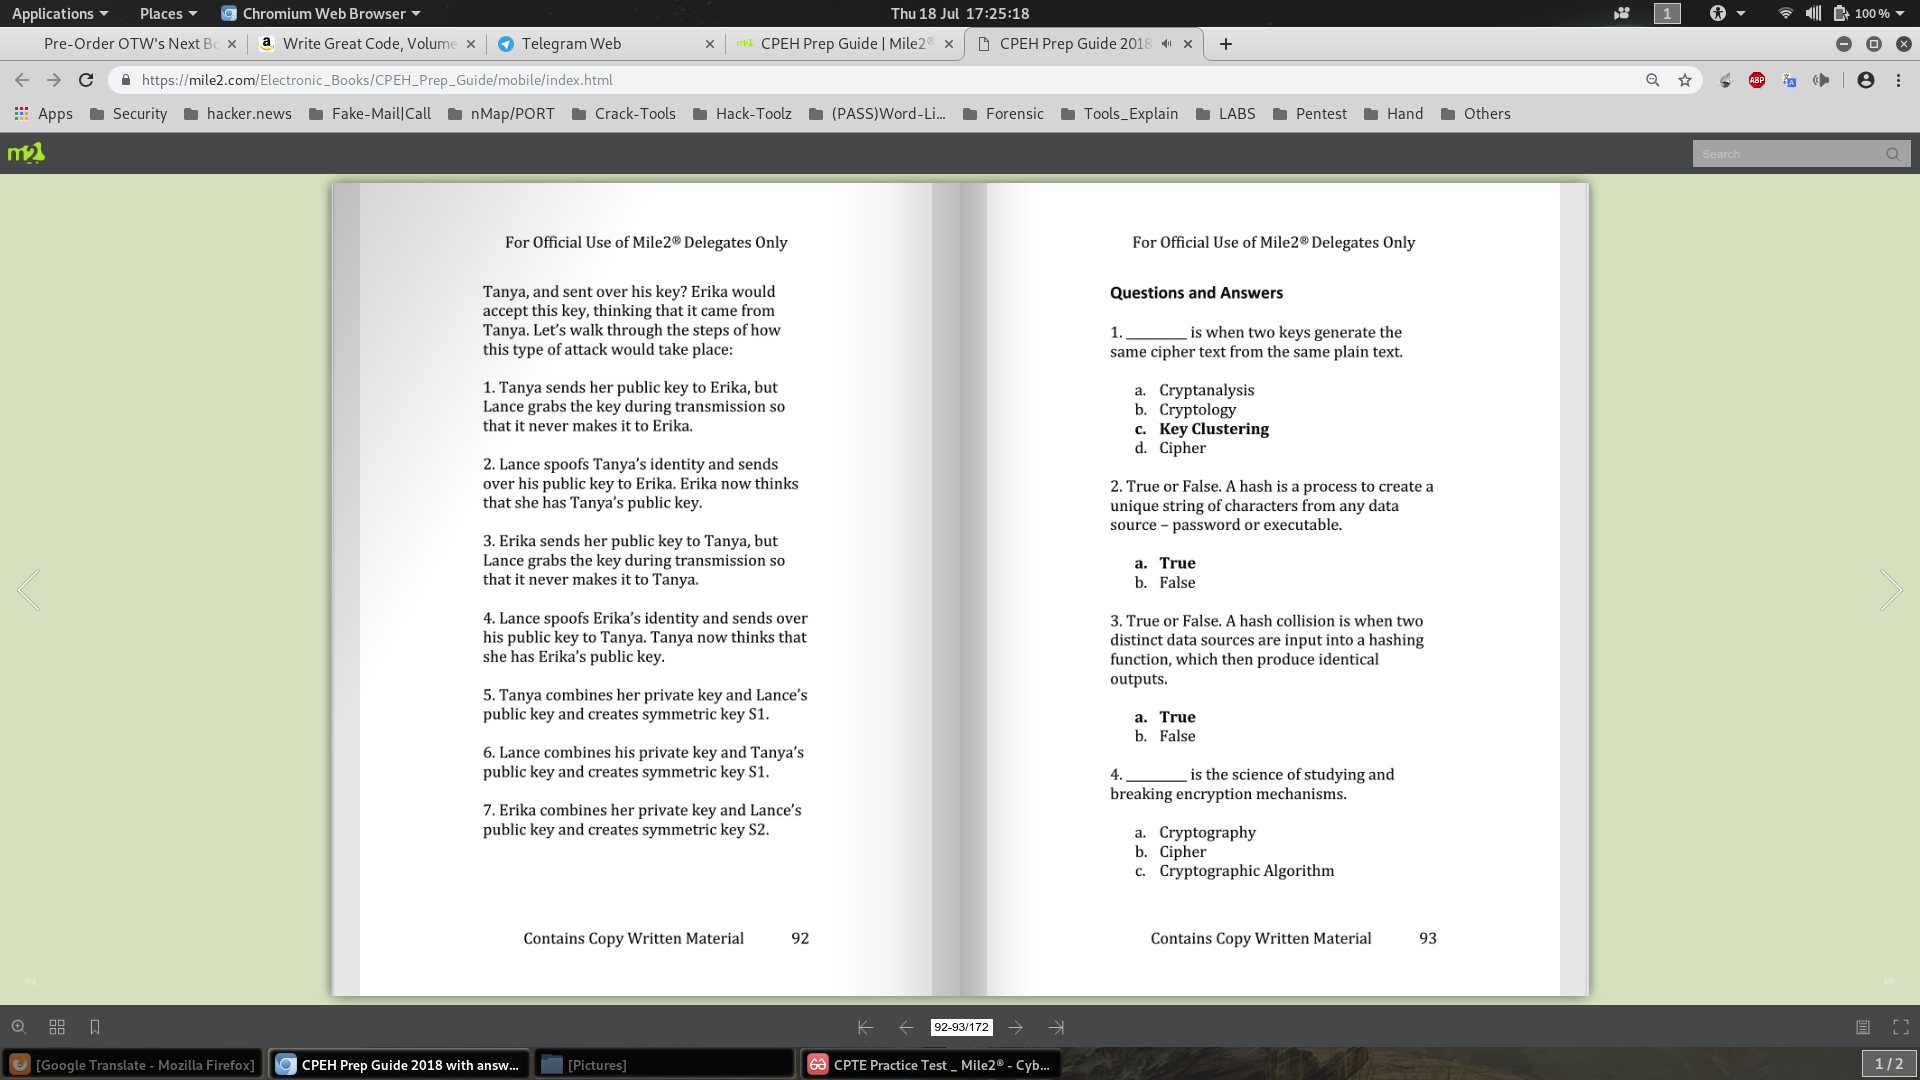 Applications Places Chromium Web Browser Thu 18 Jul 17:25:18 1 100 %
Pre-Order OTW's Next Bo Write Great Code, Volume Telegram Web CPEH Prep Guide | Mile2® CPEH Prep Guide 2018
https://mile2.com/Electronic_Books/CPEH_Prep_Guide/mobile/index.html ABP
Apps Security hacker.news Fake-Mail|Call nMap/PORT Crack-Tools Hack-Toolz (PASS)Word-Li... Forensic Tools_Explain LABS Pentest Hand Others
m2 Search
For Official Use of Mile2® Delegates Only
Tanya, and sent over his key? Erika would
accept this key, thinking that it came from
Tanya. Let’s walk through the steps of how
this type of attack would take place:
1. Tanya sends her public key to Erika, but
Lance grabs the key during transmission so
that it never makes it to Erika.
2. Lance spoofs Tanya’s identity and sends
over his public key to Erika. Erika now thinks
that she has Tanya’s public key.
3. Erika sends her public key to Tanya, but
Lance grabs the key during transmission so
that it never makes it to Tanya.
4. Lance spoofs Erika’s identity and sends over
his public key to Tanya. Tanya now thinks that
she has Erika’s public key.
5. Tanya combines her private key and Lance’s
public key and creates symmetric key S1.
6. Lance combines his private key and Tanya’s
public key and creates symmetric key S1.
7. Erika combines her private key and Lance’s
public key and creates symmetric key S2.
Contains Copy Written Material 92
For Official Use of Mile2® Delegates Only
Questions and Answers
1. ________ is when two keys generate the
same cipher text from the same plain text.
a. Cryptanalysis
b. Cryptology
c. Key Clustering
d. Cipher
2. True or False. A hash is a process to create a
unique string of characters from any data
source – password or executable.
a. True
b. False
3. True or False. A hash collision is when two
distinct data sources are input into a hashing
function, which then produce identical
outputs.
a. True
b. False
4. ________ is the science of studying and
breaking encryption mechanisms.
a. Cryptography
b. Cipher
c. Cryptographic Algorithm
Contains Copy Written Material 93
92-93/172
[Google Translate - Mozilla Firefox] CPEH Prep Guide 2018 with answ... [Pictures] CPTE Practice Test _ Mile2® - Cyb... 1 / 2